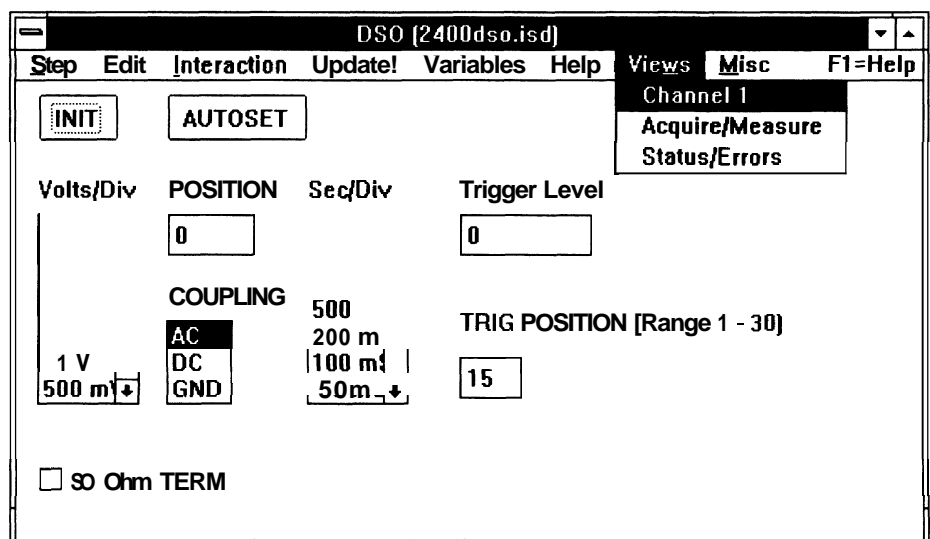 DSO (2400dso.isd)
Step Edit Interaction Update! Variables Help Views Misc F1=Help
Channel 1
Acquire/Measure
Status/Errors
INIT AUTOSET
Volts/Div POSITION Sec/Div Trigger Level
0 0
COUPLING
500
200 m
TRIG POSITION [Range 1 - 30)
AC
1 V DC 100 m
500 m GND 50m 15
SO Ohm TERM